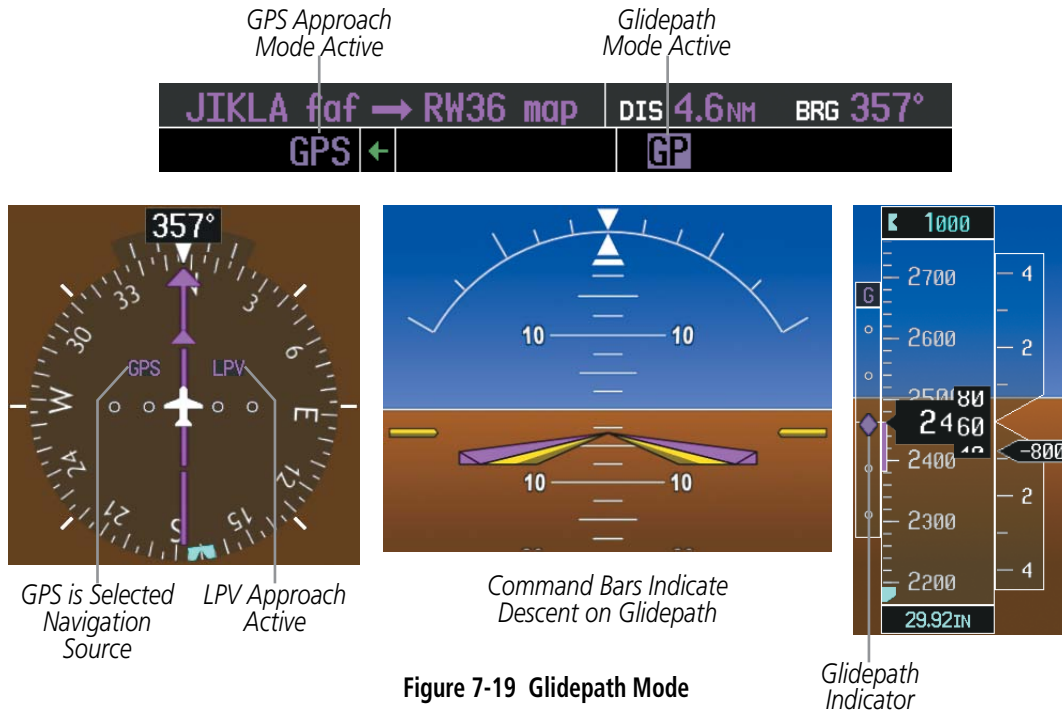 GPS Approach
Mode Active
Glidepath
Mode Active
JIKLA faf → RW36 map DIS 4.6NM BRG 357°
GPS ← GP
357°
N
3
6
E
12
15
S
21
24
W
30
33
GPS LPV
10 10
10 10
1000
G
2700
2600
2500
2460
80
2400
2300
2200
29.92IN
4
2
-800
2
4
GPS is Selected
Navigation
Source
LPV Approach
Active
Command Bars Indicate
Descent on Glidepath
Glidepath
Indicator
Figure 7-19 Glidepath Mode